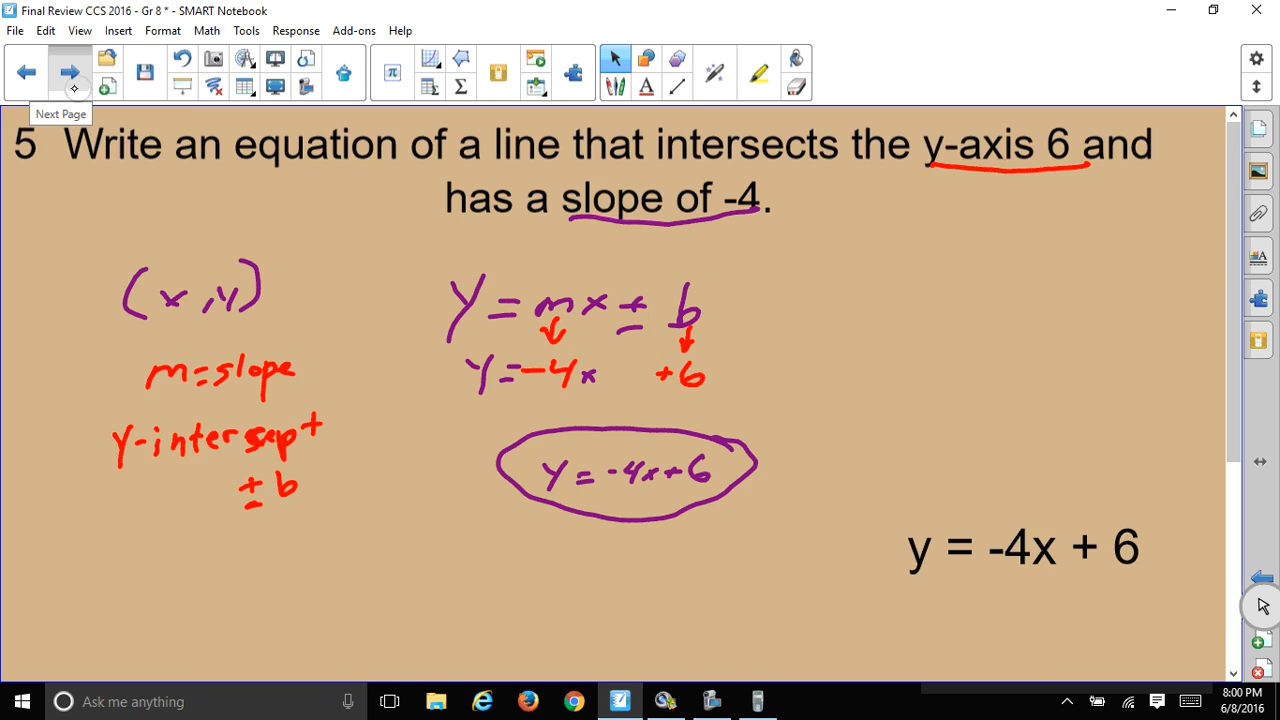 Final Review CCS 2016 - Gr 8 * - SMART Notebook
File Edit View Insert Format Math Tools Response Add-ons Help
Next Page
5 Write an equation of a line that intersects the y-axis 6 and
has a slope of -4.
(x,y)
y = mx ± b
m = slope
y = -4x +6
y-intersept
± b
y = -4x+6
y = -4x + 6
Ask me anything
8:00 PM
6/8/2016